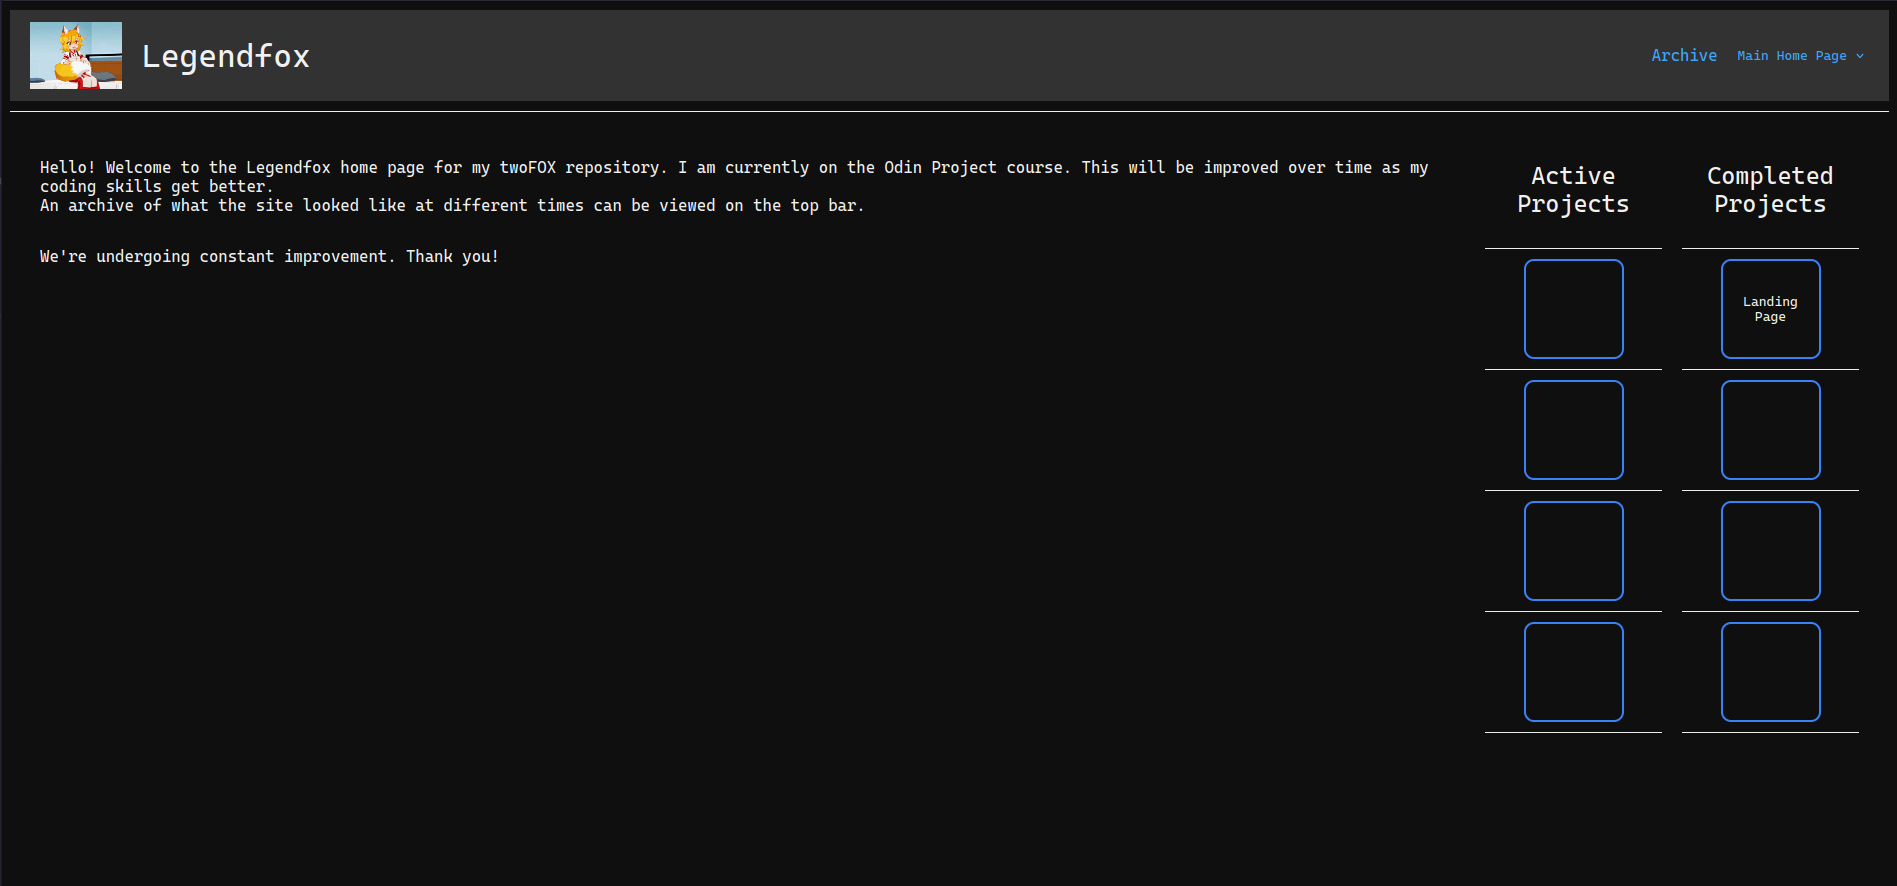 Legendfox
Archive
Main Home Page
Hello! Welcome to the Legendfox home page for my twoFOX repository. I am currently on the Odin Project course. This will be improved over time as my
coding skills get better.
An archive of what the site looked like at different times can be viewed on the top bar.
We're undergoing constant improvement. Thank you!
Active
Projects
Completed
Projects
Landing
Page